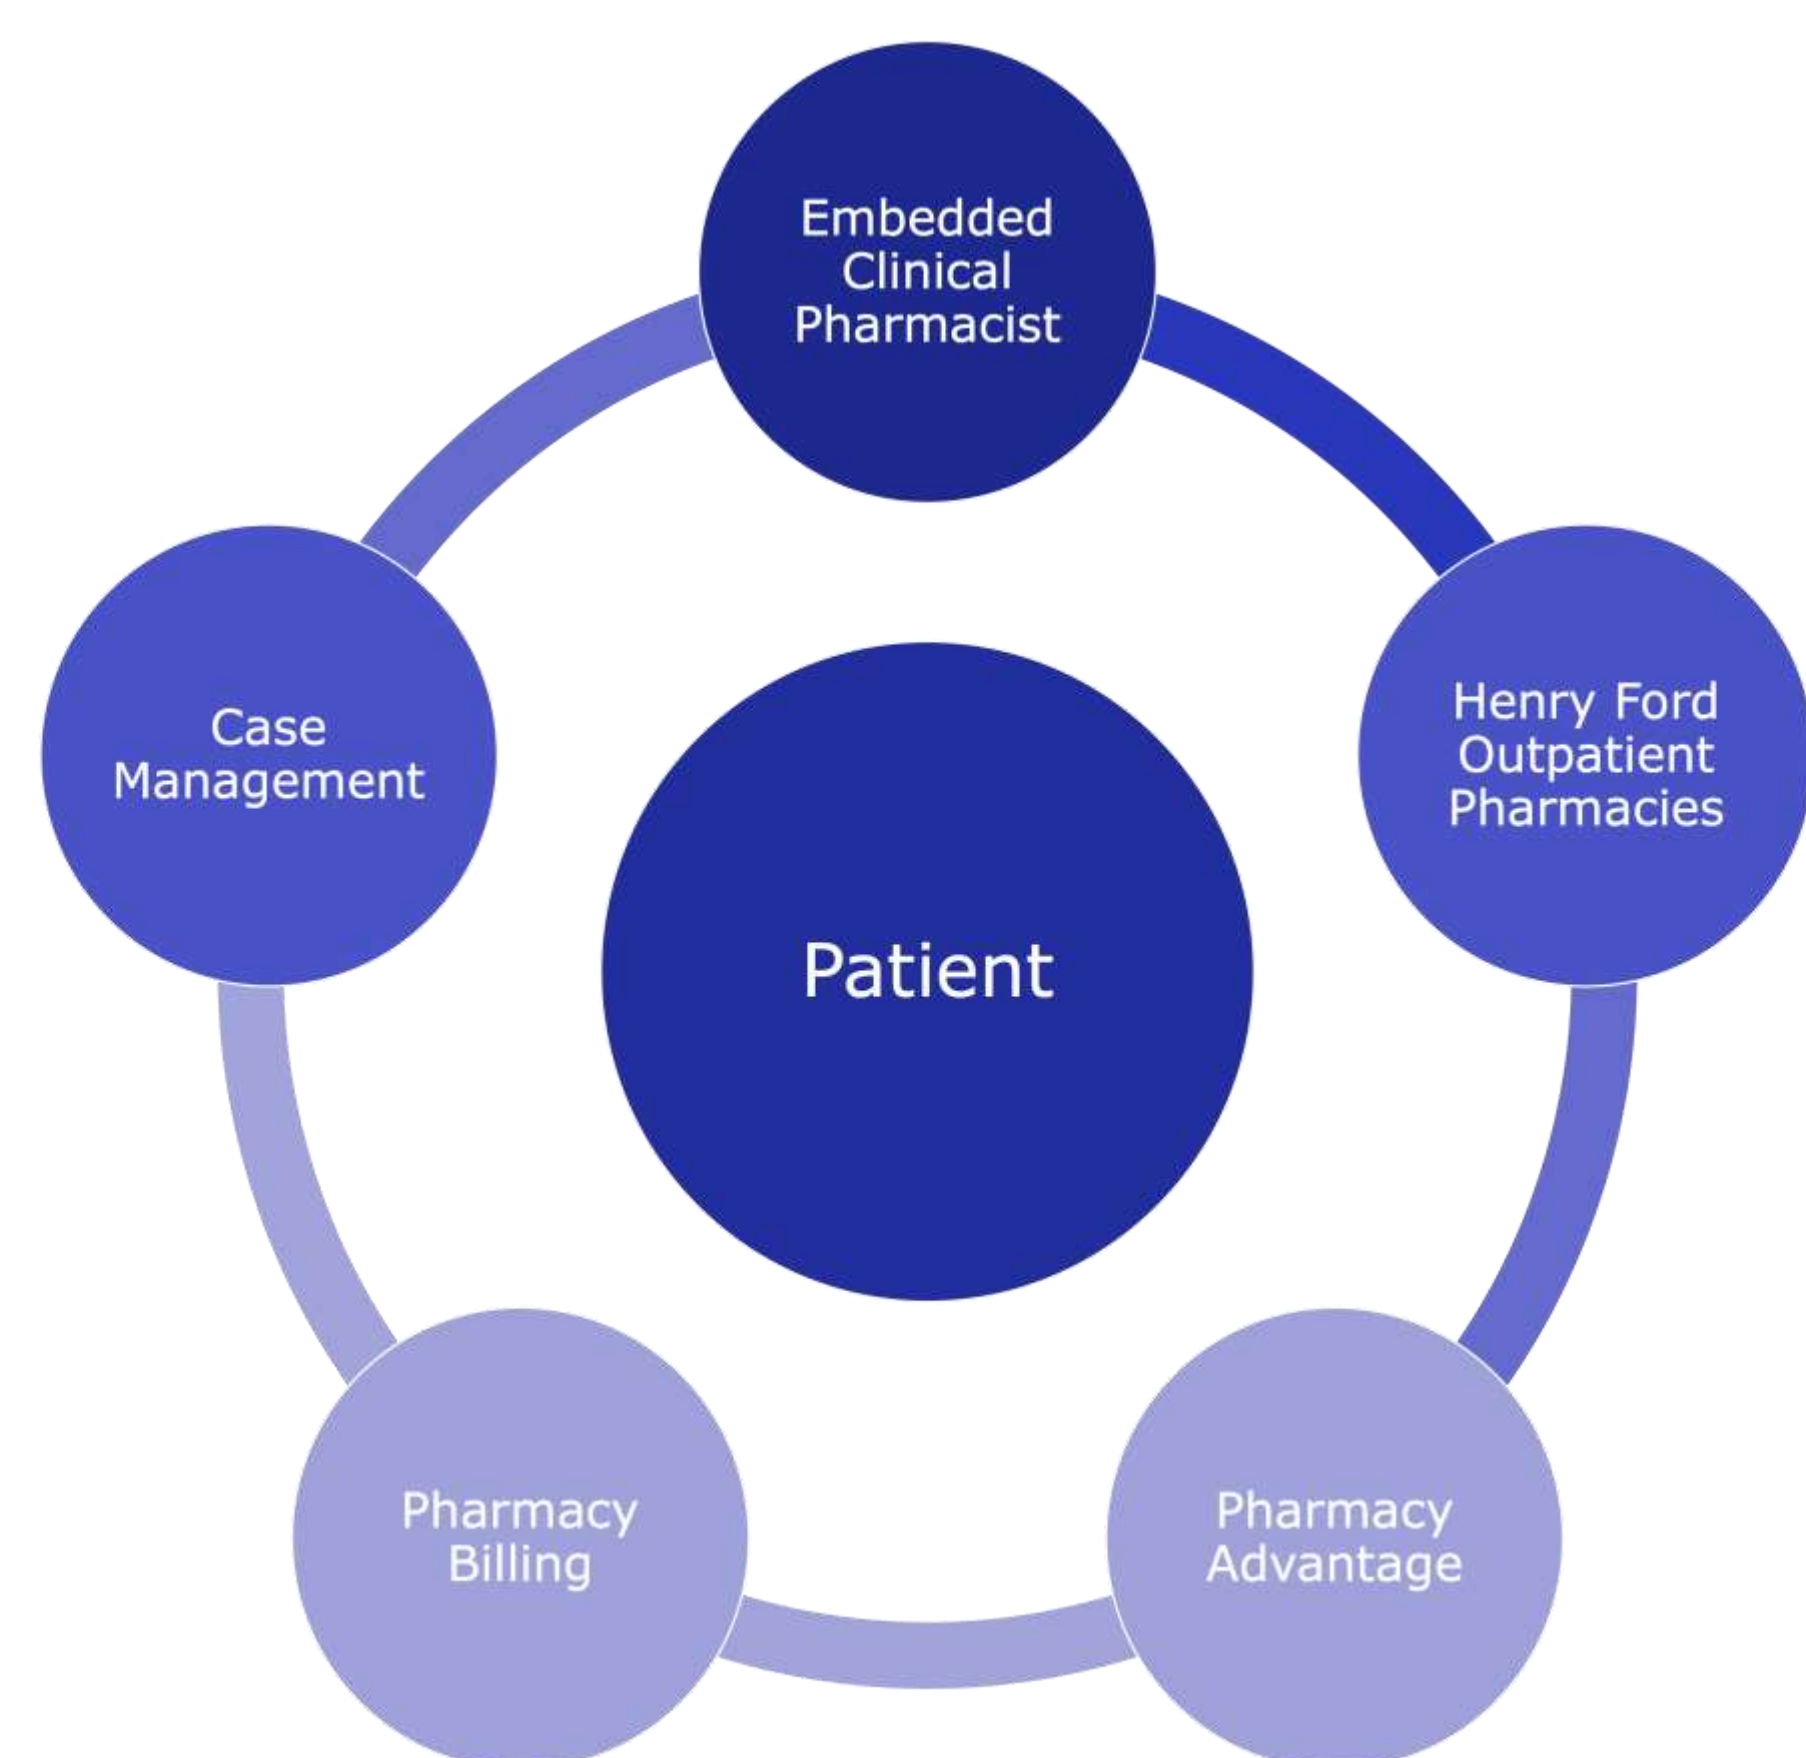 Embedded
Clinical
Pharmacist
Case
Management
Henry Ford
Outpatient
Pharmacies
Patient
Pharmacy
Billing
Pharmacy
Advantage